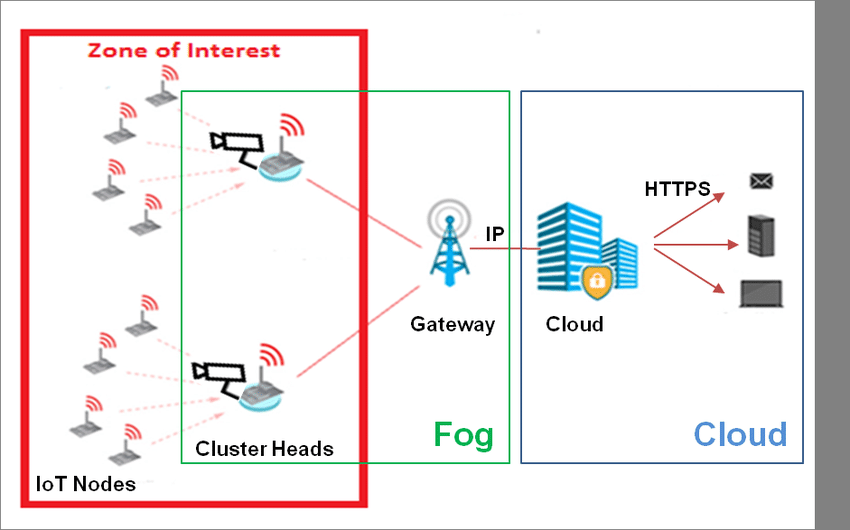 Zone of Interest
HTTPS
IP
Gateway
Cloud
Fog
Cloud
Cluster Heads
IoT Nodes